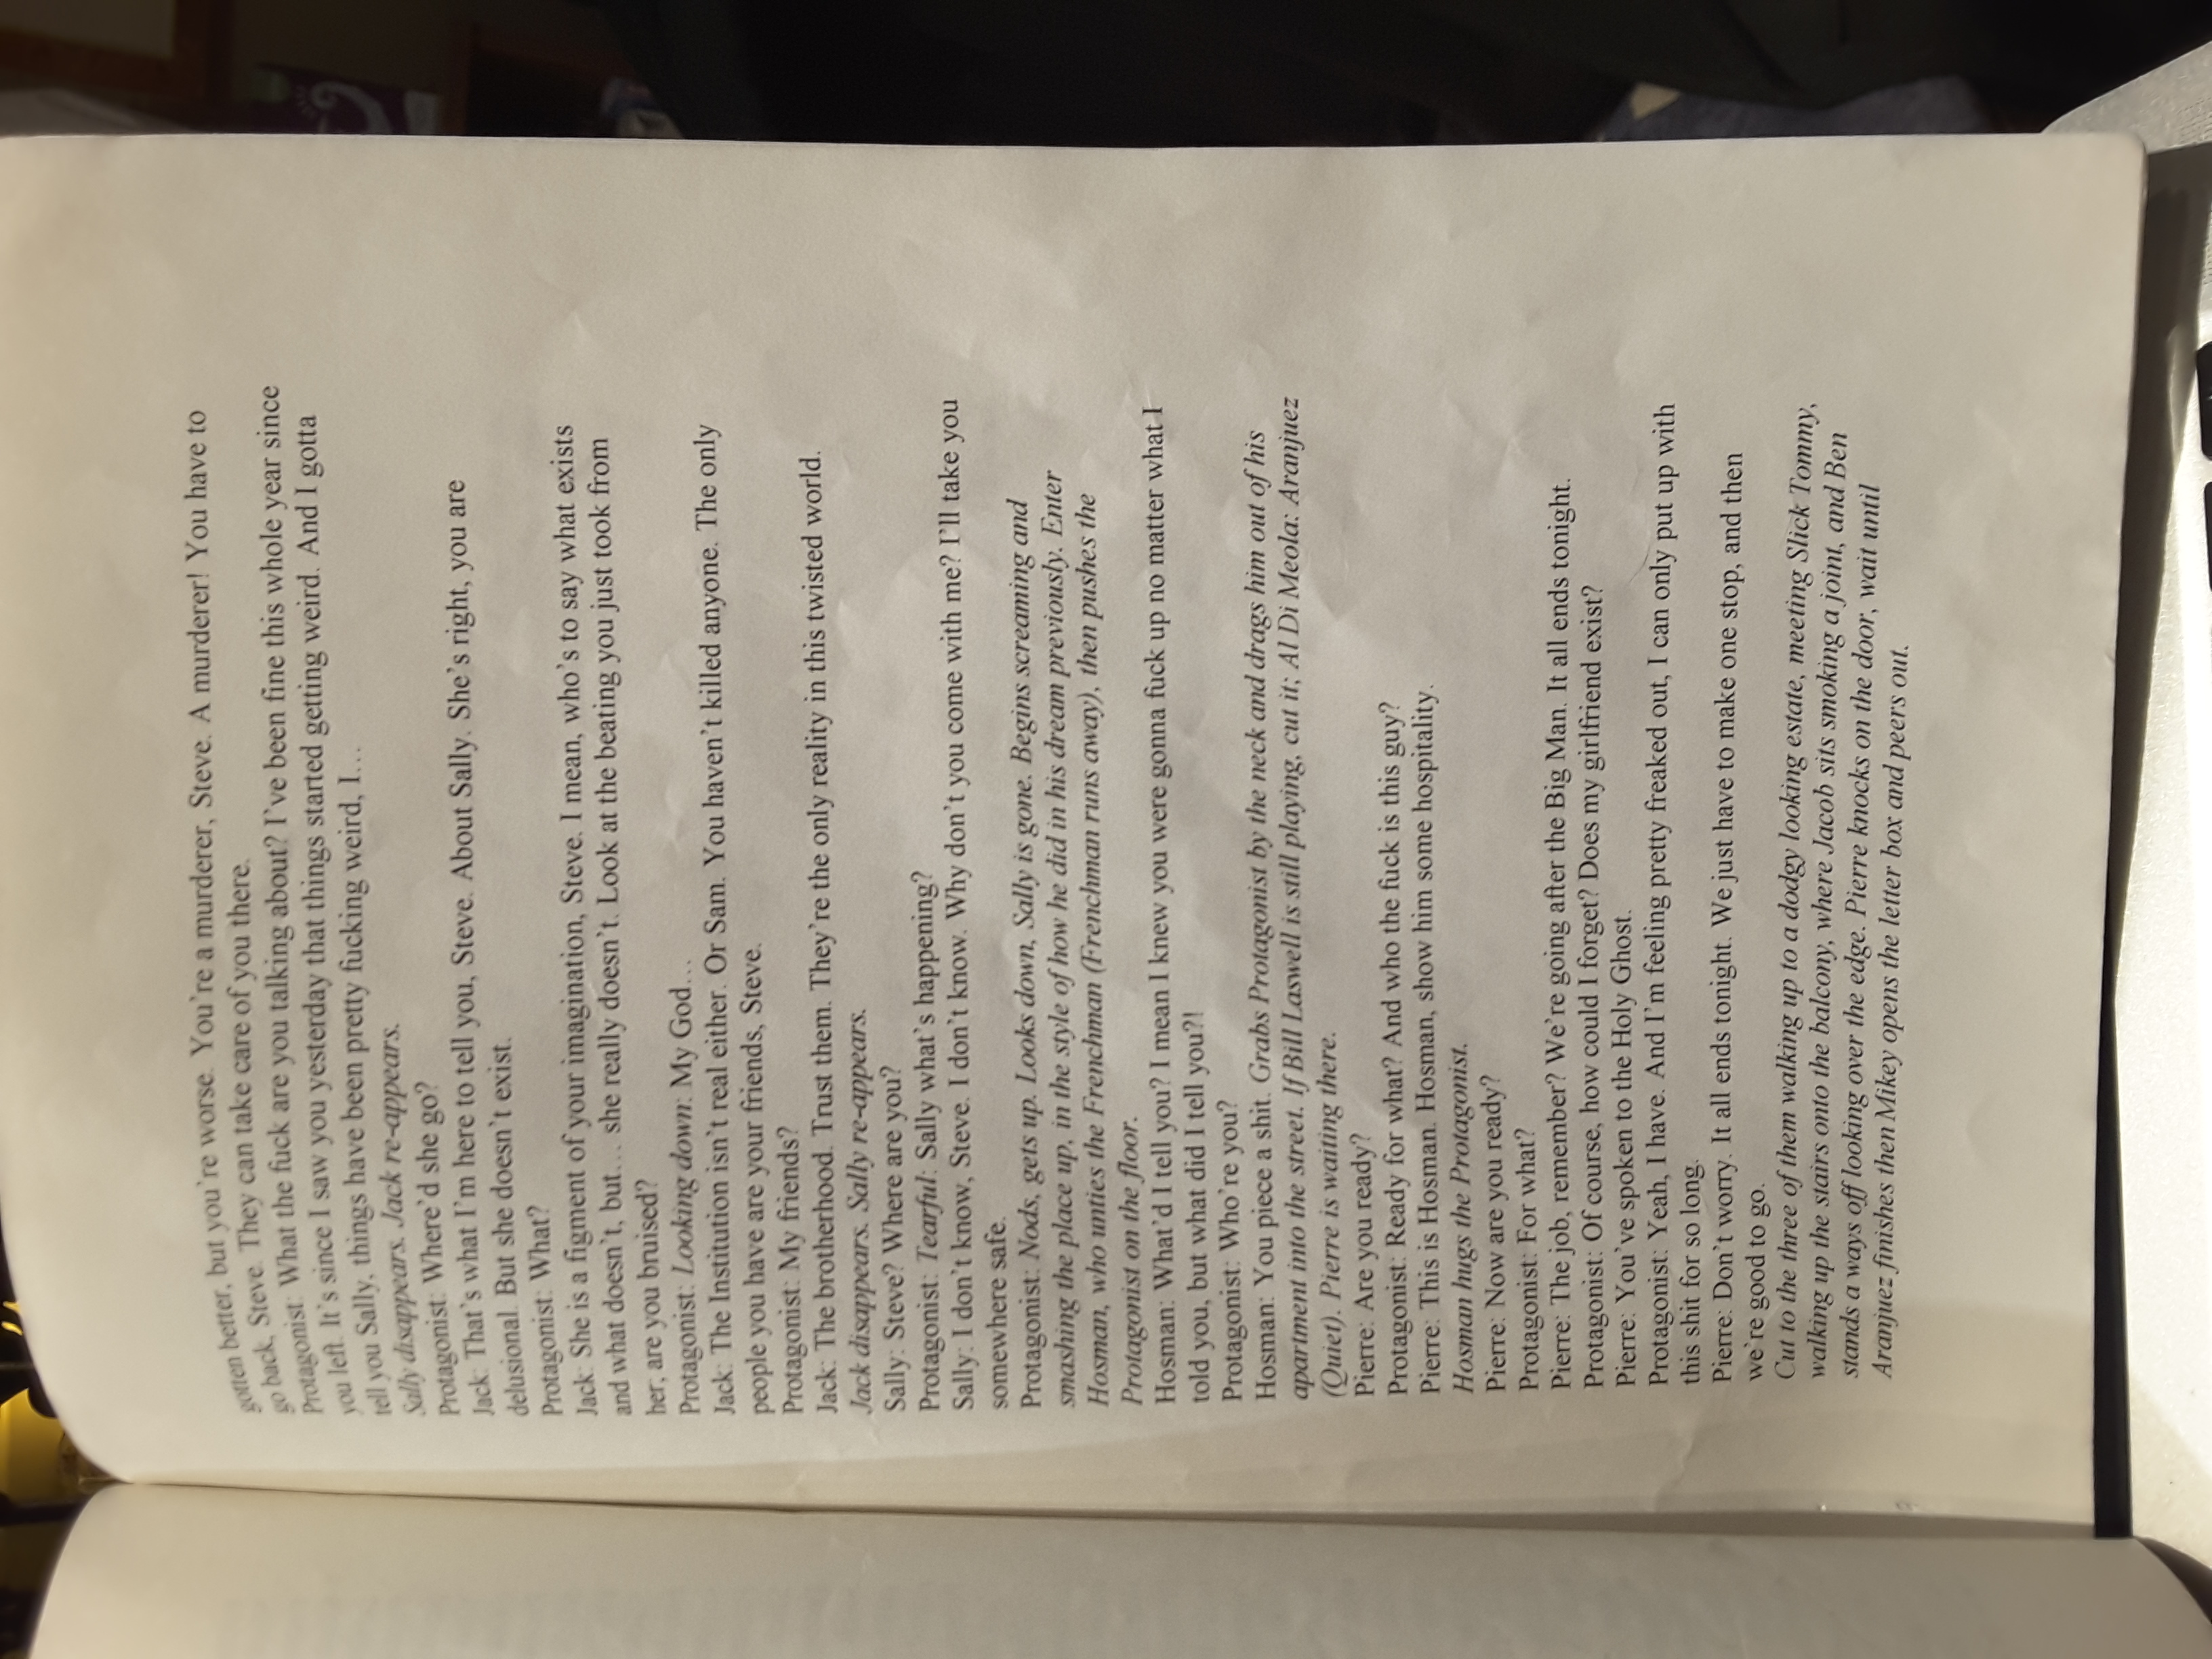 gotten better, but you're worse. You're a murderer, Steve. A murderer! You have to
go back, Steve. They can take care of you there.
Protagonist: What the fuck are you talking about? I've been fine this whole year since
you left. It's since I saw you yesterday that things started getting weird. And I gotta
tell you Sally, things have been pretty fucking weird, I…
Sally disappears. Jack re-appears.
Protagonist: Where'd she go?
Jack: That's what I'm here to tell you, Steve. About Sally. She's right, you are
delusional. But she doesn't exist.
Protagonist: What?
Jack: She is a figment of your imagination, Steve. I mean, who's to say what exists
and what doesn't, but… she really doesn't. Look at the beating you just took from
her; are you bruised?
Protagonist: Looking down: My God…
Jack: The Institution isn't real either. Or Sam. You haven't killed anyone. The only
people you have are your friends, Steve.
Protagonist: My friends?
Jack: The brotherhood. Trust them. They're the only reality in this twisted world.
Jack disappears. Sally re-appears.
Sally: Steve? Where are you?
Protagonist: Tearful: Sally what's happening?
Sally: I don't know, Steve. I don't know. Why don't you come with me? I'll take you
somewhere safe.
Protagonist: Nods, gets up. Looks down, Sally is gone. Begins screaming and
smashing the place up, in the style of how he did in his dream previously. Enter
Hosman, who unties the Frenchman (Frenchman runs away), then pushes the
Protagonist on the floor.
Hosman: What'd I tell you? I mean I knew you were gonna fuck up no matter what I
told you, but what did I tell you?!
Protagonist: Who're you?
Hosman: You piece a shit. Grabs Protagonist by the neck and drags him out of his
apartment into the street. If Bill Laswell is still playing, cut it; Al Di Meola: Aranjuez
(Quiet). Pierre is waiting there.
Pierre: Are you ready?
Protagonist: Ready for what? And who the fuck is this guy?
Pierre: This is Hosman. Hosman, show him some hospitality.
Hosman hugs the Protagonist.
Pierre: Now are you ready?
Protagonist: For what?
Pierre: The job, remember? We're going after the Big Man. It all ends tonight.
Protagonist: Of course, how could I forget? Does my girlfriend exist?
Pierre: You've spoken to the Holy Ghost.
Protagonist: Yeah, I have. And I'm feeling pretty freaked out, I can only put up with
this shit for so long.
Pierre: Don't worry. It all ends tonight. We just have to make one stop, and then
we're good to go.
Cut to the three of them walking up to a dodgy looking estate, meeting Slick Tommy,
walking up the stairs onto the balcony, where Jacob sits smoking a joint, and Ben
stands a ways off looking over the edge. Pierre knocks on the door, wait until
Aranjuez finishes then Mikey opens the letter box and peers out.